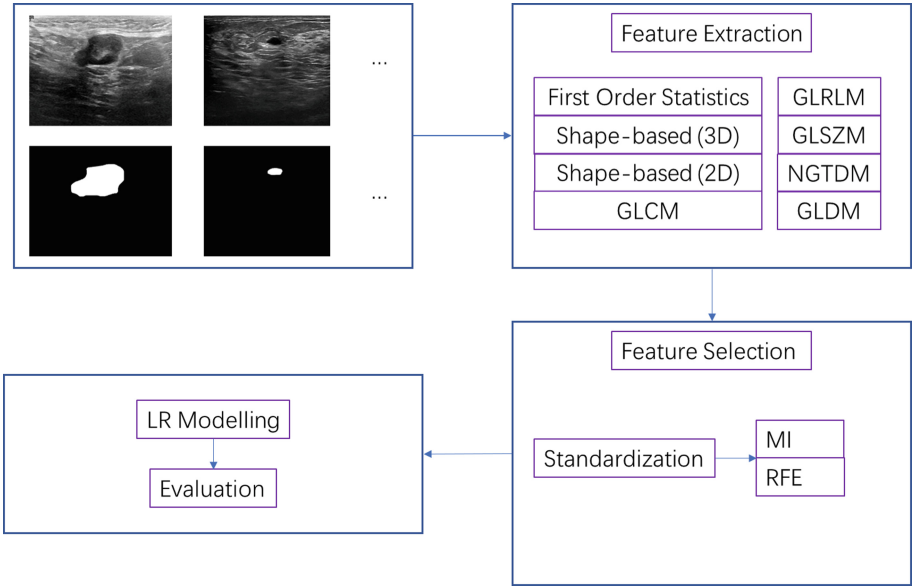 ...
...
Feature Extraction
First Order Statistics
Shape-based (3D)
Shape-based (2D)
GLCM
GLRLM
GLSZM
NGTDM
GLDM
Feature Selection
Standardization
MI
RFE
LR Modelling
Evaluation